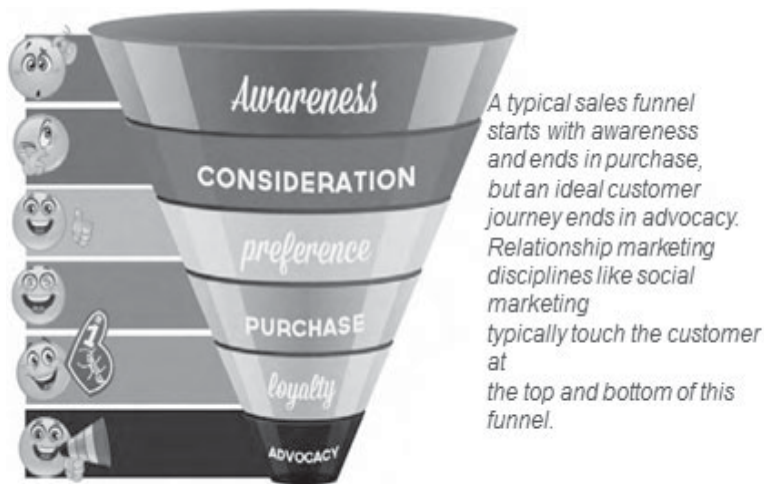 Awareness
CONSIDERATION
preference
PURCHASE
loyalty
ADVOCACY
A typical sales funnel
starts with awareness
and ends in purchase,
but an ideal customer
journey ends in advocacy.
Relationship marketing
disciplines like social
marketing
typically touch the customer
at
the top and bottom of this
funnel.